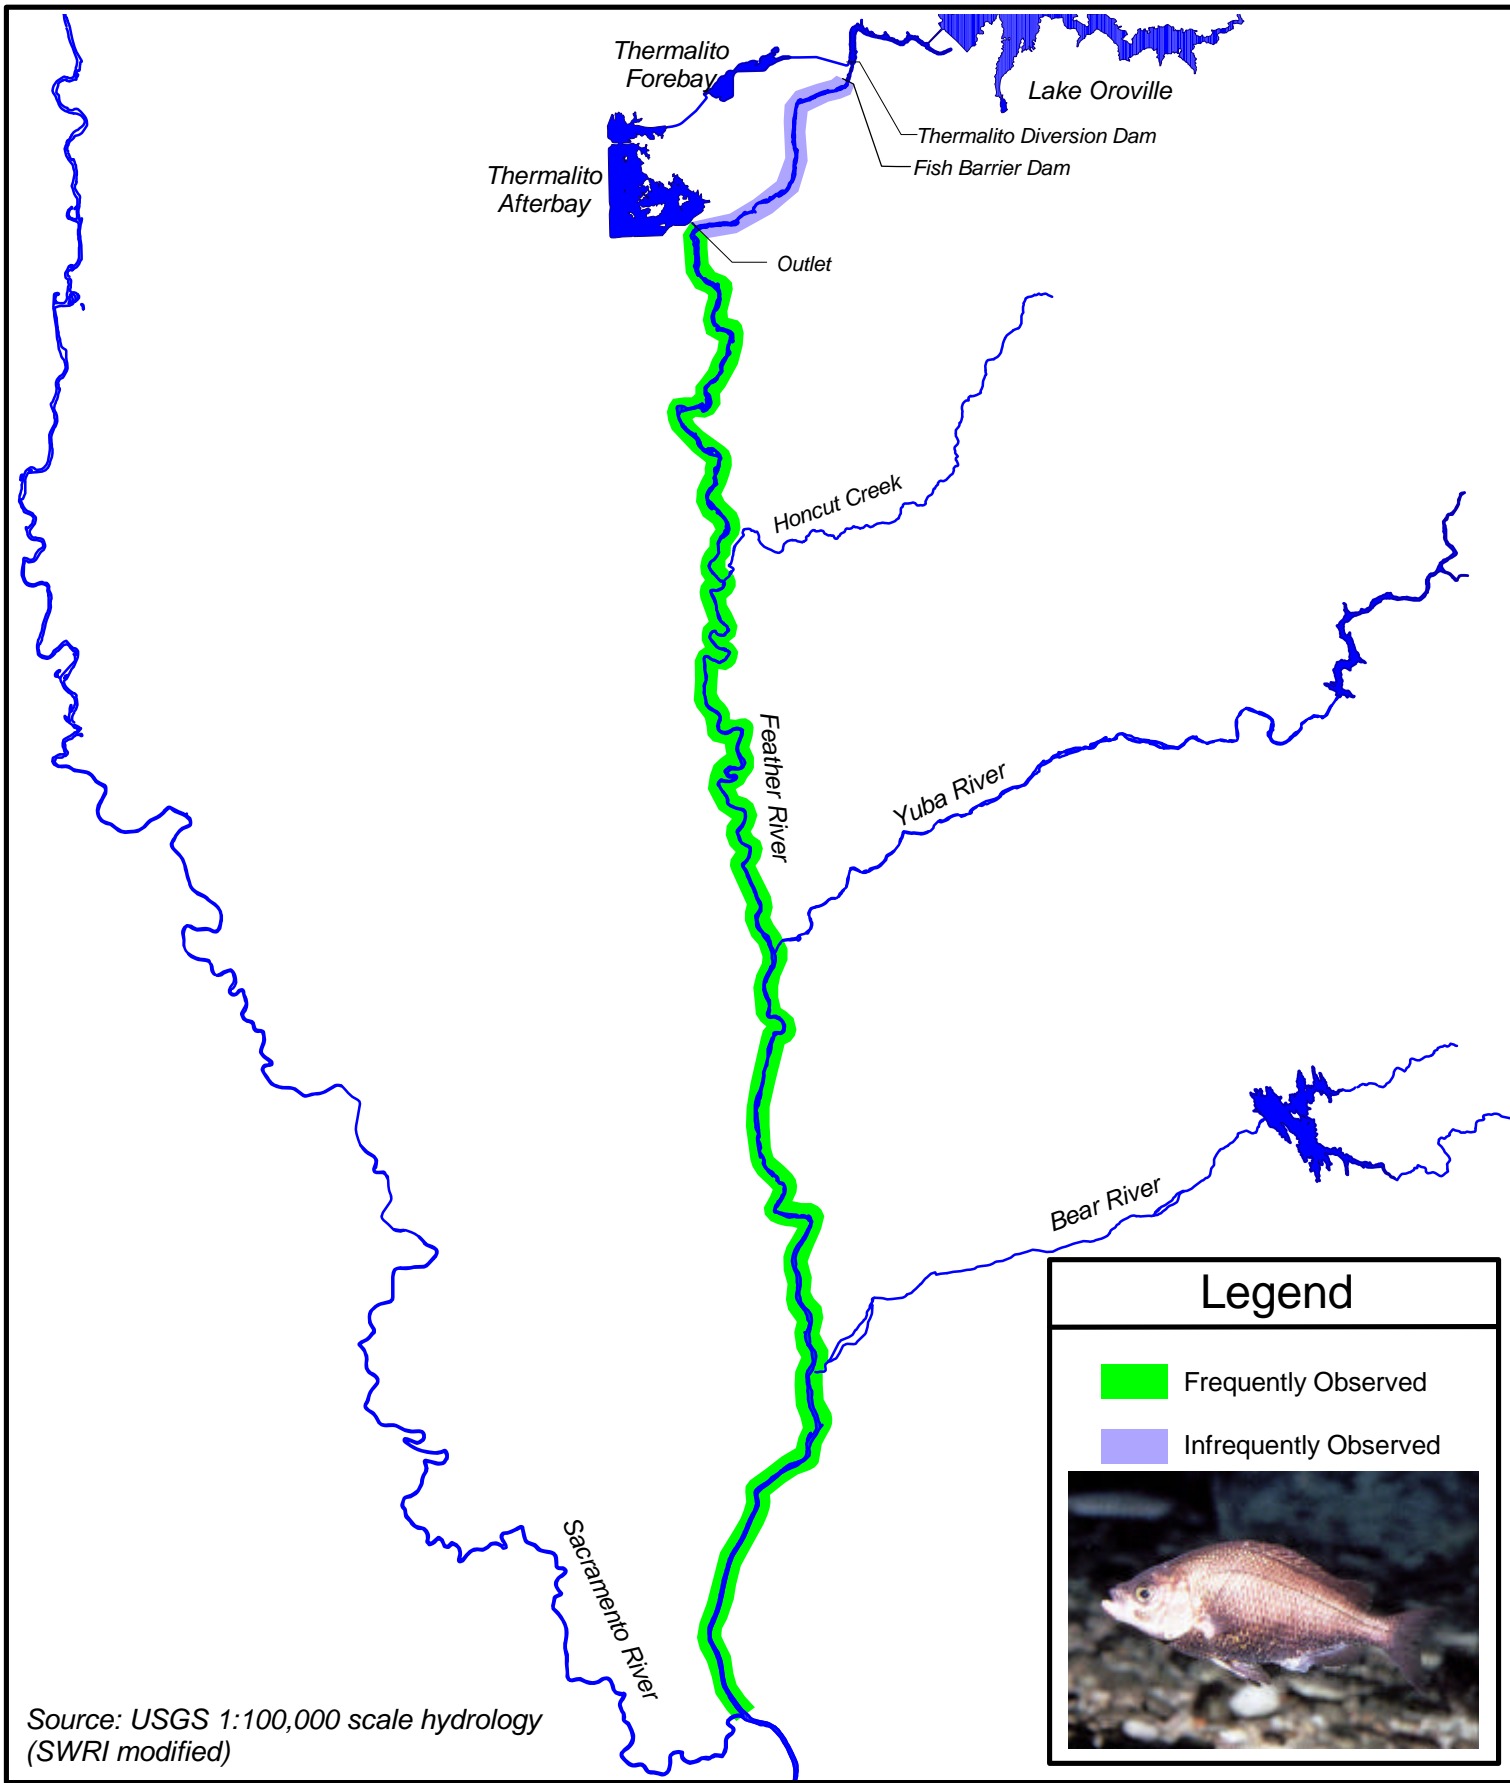 Thermalito
Forebay
Lake Oroville
Thermalito Diversion Dam
Fish Barrier Dam
Thermalito
Afterbay
Outlet
Honcut Creek
Feather River
Yuba River
Bear River
Sacramento River
Legend
Frequently Observed
Infrequently Observed
Source: USGS 1:100,000 scale hydrology
(SWRI modified)